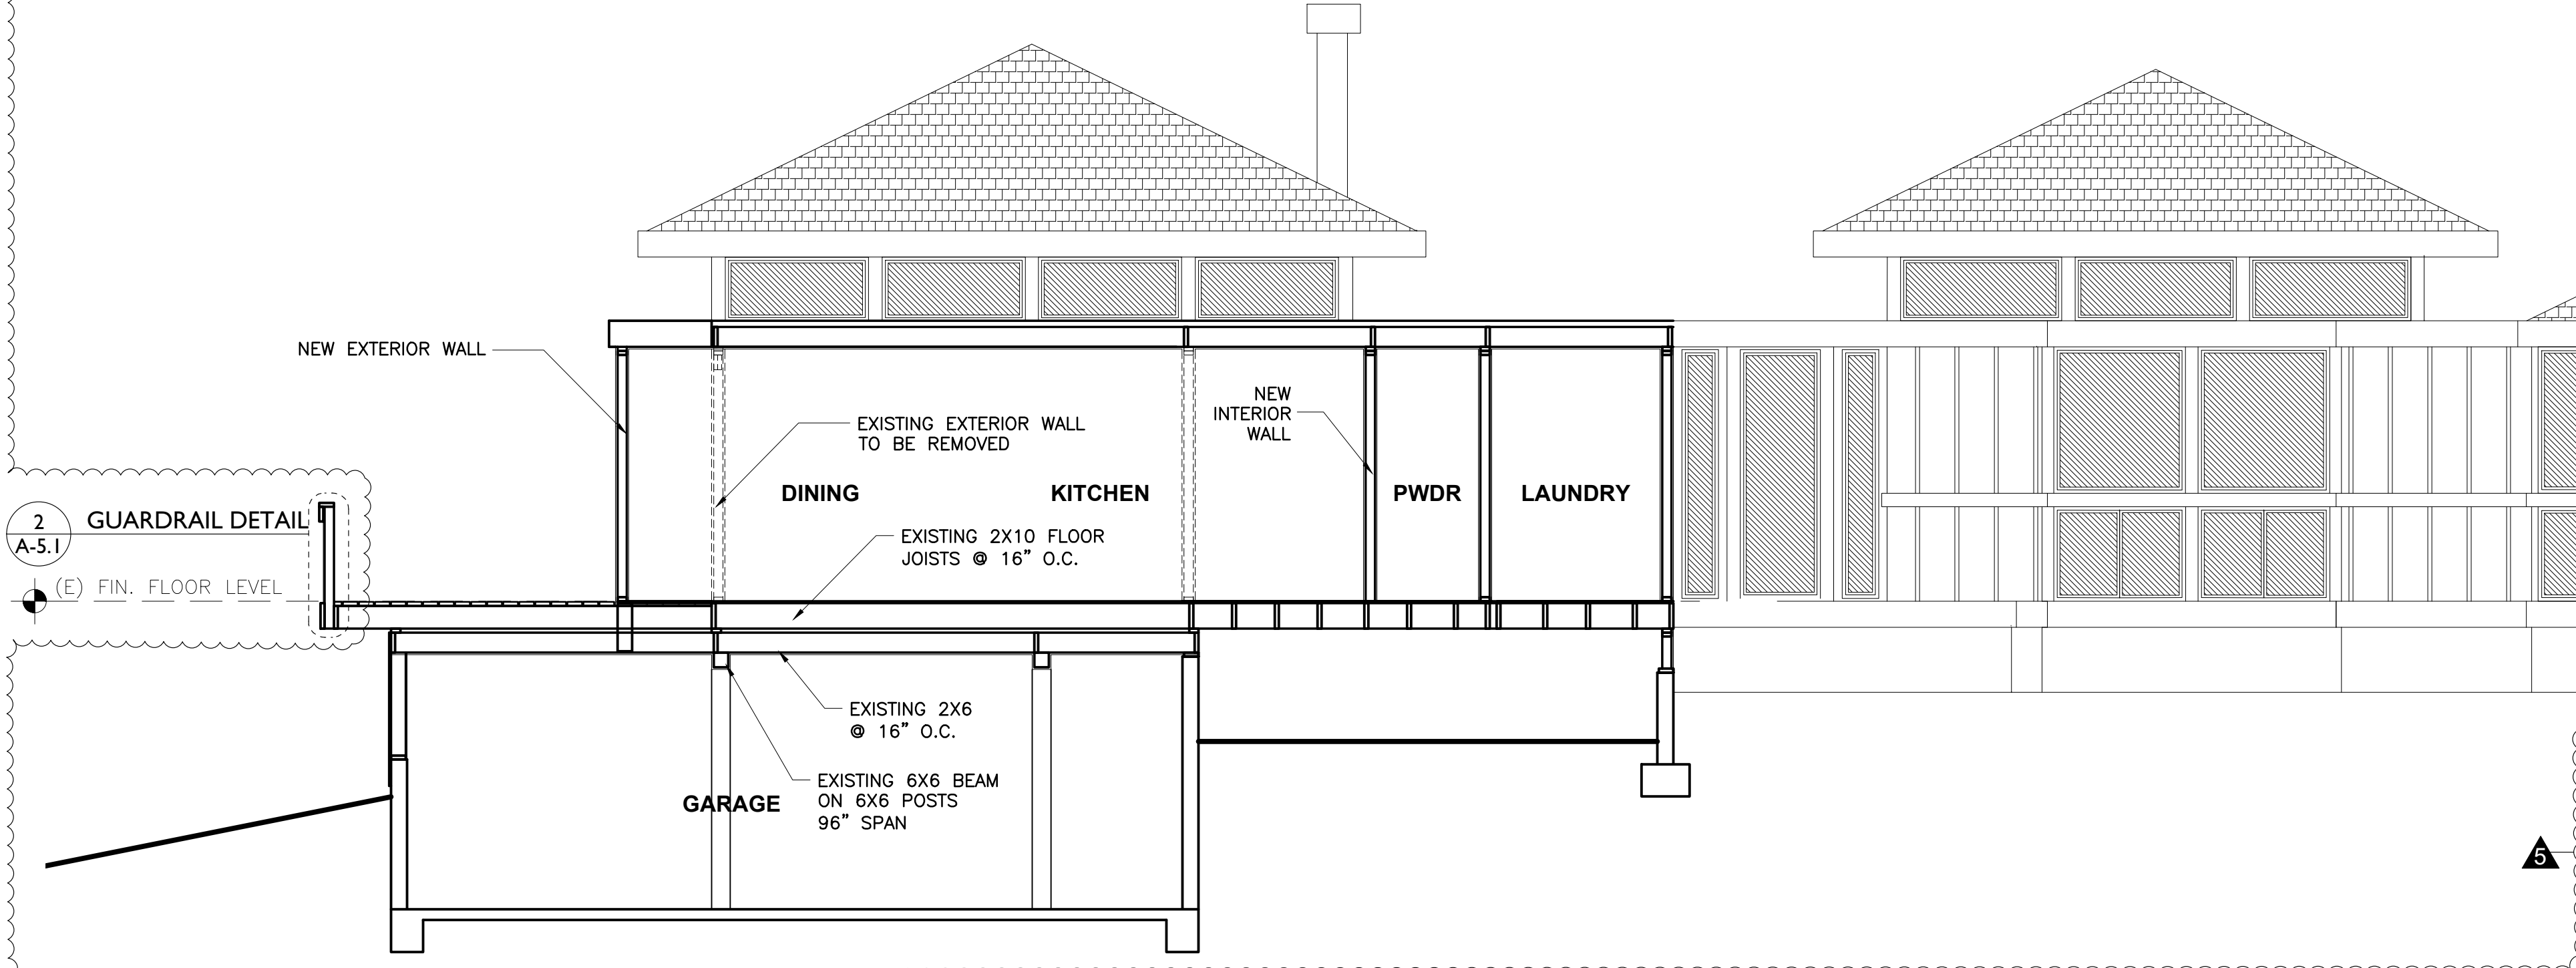 NEW EXTERIOR WALL
NEW
INTERIOR
WALL
EXISTING EXTERIOR WALL
TO BE REMOVED
DINING
KITCHEN
PWDR
LAUNDRY
2
A-5.1
GUARDRAIL DETAIL
EXISTING 2X10 FLOOR
JOISTS @ 16” O.C.
(E) FIN. FLOOR LEVEL
EXISTING 2X6
@ 16” O.C.
EXISTING 6X6 BEAM
ON 6X6 POSTS
96” SPAN
GARAGE
5